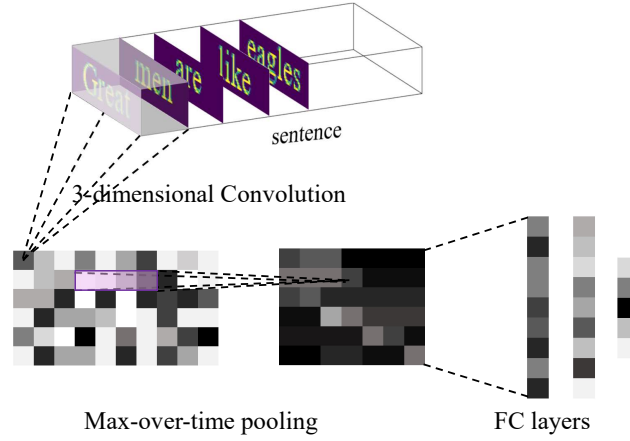 Great men are like eagles
sentence
3-dimensional Convolution
Max-over-time pooling
FC layers